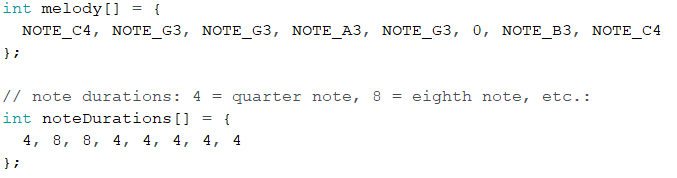 int melody[] = {
  NOTE_C4, NOTE_G3, NOTE_G3, NOTE_A3, NOTE_G3, 0, NOTE_B3, NOTE_C4
};

// note durations: 4 = quarter note, 8 = eighth note, etc.:
int noteDurations[] = {
  4, 8, 8, 4, 4, 4, 4, 4
};